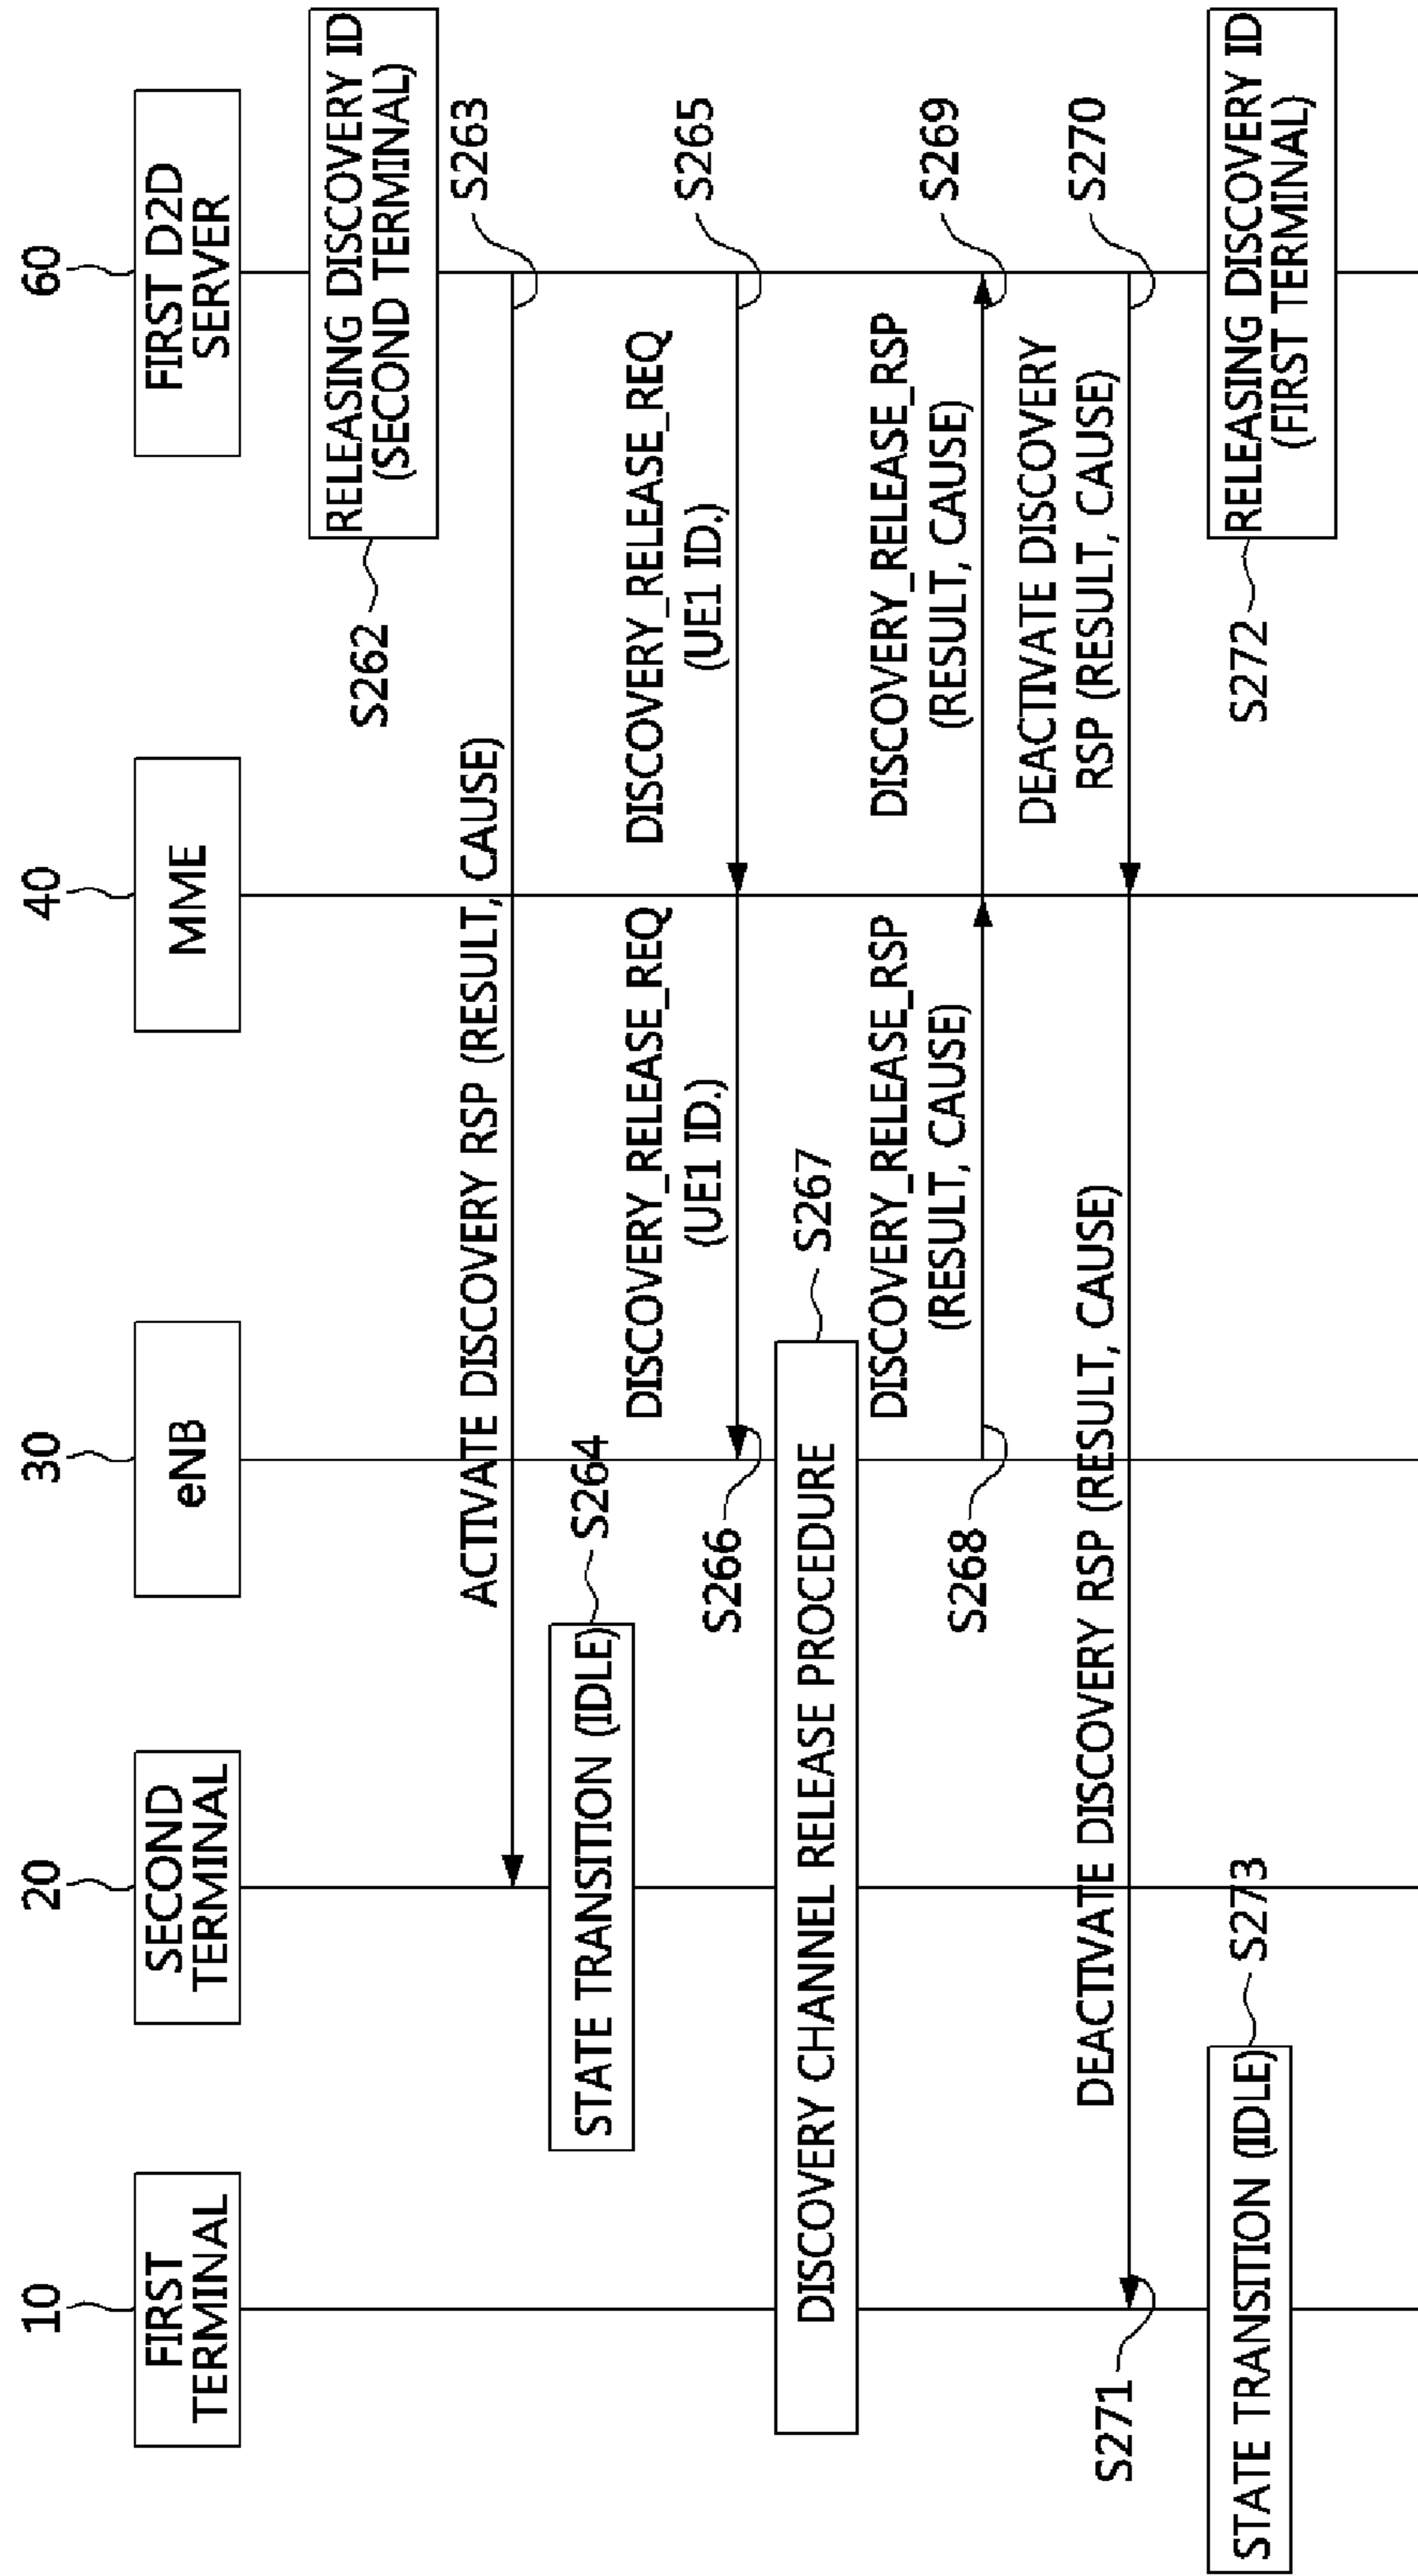 10
20
30
40
60
FIRST
TERMINAL
SECOND
TERMINAL
eNB
MME
FIRST D2D
SERVER
S262
RELEASING DISCOVERY ID
(SECOND TERMINAL)
ACTIVATE DISCOVERY RSP (RESULT, CAUSE)
S263
STATE TRANSITION (IDLE)
S264
DISCOVERY_RELEASE_REQ
(UE1 ID.)
S265
DISCOVERY_RELEASE_REQ
(UE1 ID.)
S266
DISCOVERY CHANNEL RELEASE PROCEDURE
S267
DISCOVERY_RELEASE_RSP
(RESULT, CAUSE)
S268
DISCOVERY_RELEASE_RSP
(RESULT, CAUSE)
S269
DEACTIVATE DISCOVERY
RSP (RESULT, CAUSE)
S270
DEACTIVATE DISCOVERY RSP (RESULT, CAUSE)
S271
S272
RELEASING DISCOVERY ID
(FIRST TERMINAL)
STATE TRANSITION (IDLE)
S273